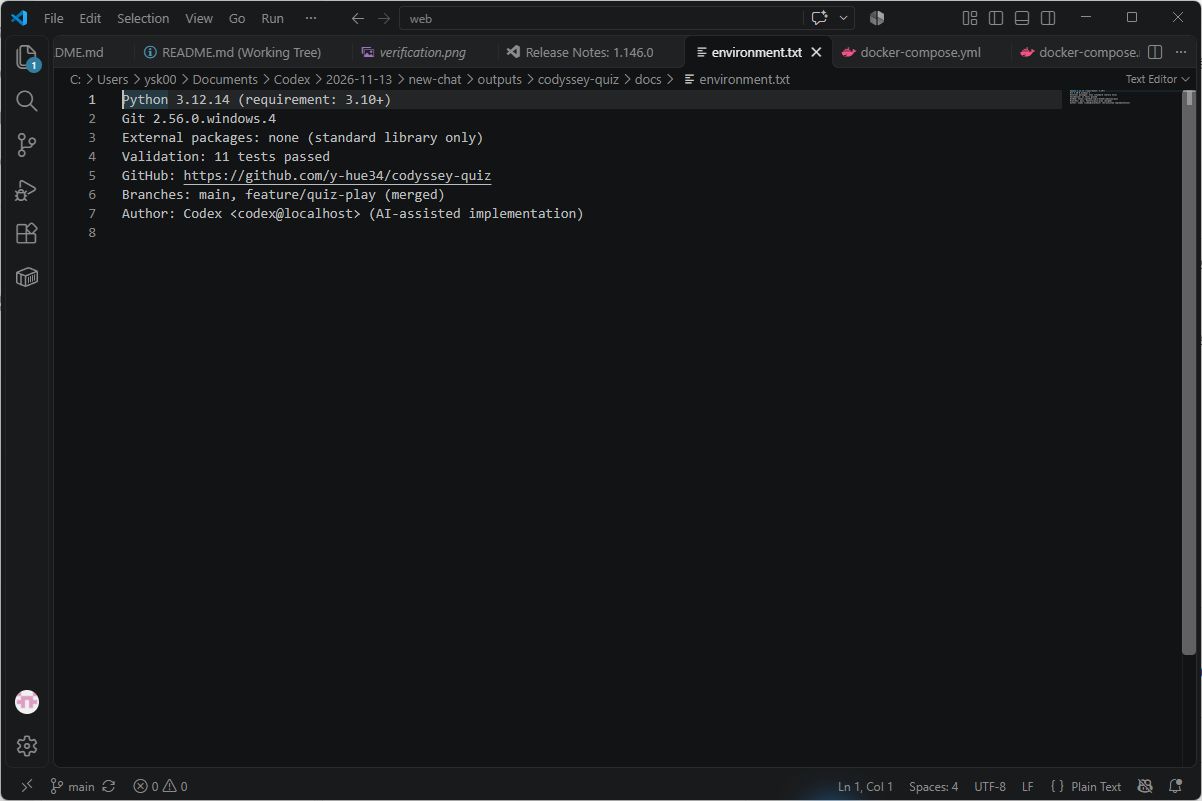 File Edit Selection View Go Run ··· web
DME.md README.md (Working Tree) verification.png Release Notes: 1.146.0 environment.txt docker-compose.yml docker-compose.
C: > Users > ysk00 > Documents > Codex > 2026-11-13 > new-chat > outputs > codyssey-quiz > docs > environment.txt Text Editor
1 Python 3.12.14 (requirement: 3.10+)
2 Git 2.56.0.windows.4
3 External packages: none (standard library only)
4 Validation: 11 tests passed
5 GitHub: https://github.com/y-hue34/codyssey-quiz
6 Branches: main, feature/quiz-play (merged)
7 Author: Codex <codex@localhost> (AI-assisted implementation)
8
1
main 0 0 Ln 1, Col 1 Spaces: 4 UTF-8 LF { } Plain Text